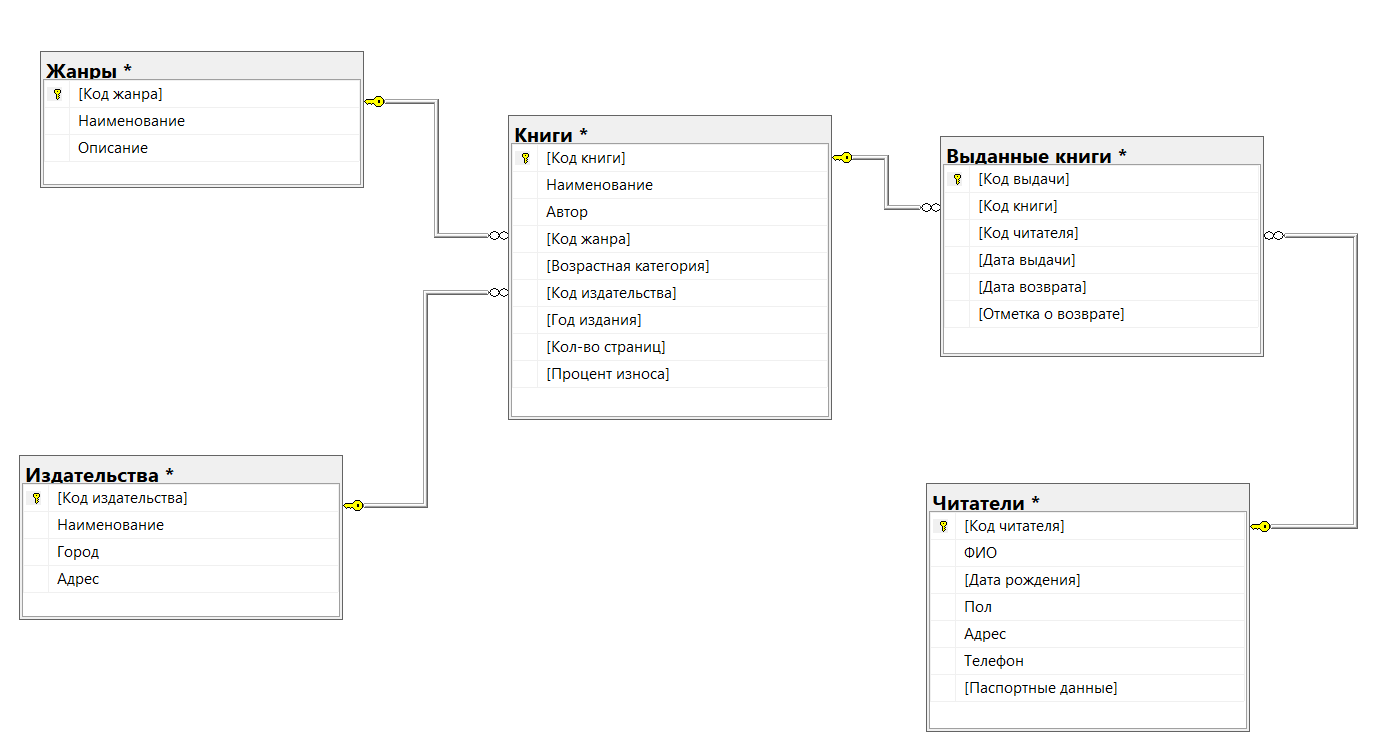 Жанры *
[Код жанра]
Наименование
Описание
Книги *
[Код книги]
Наименование
Автор
[Код жанра]
[Возрастная категория]
[Код издательства]
[Год издания]
[Кол-во страниц]
[Процент износа]
Выданные книги *
[Код выдачи]
[Код книги]
[Код читателя]
[Дата выдачи]
[Дата возврата]
[Отметка о возврате]
Издательства *
[Код издательства]
Наименование
Город
Адрес
Читатели *
[Код читателя]
ФИО
[Дата рождения]
Пол
Адрес
Телефон
[Паспортные данные]